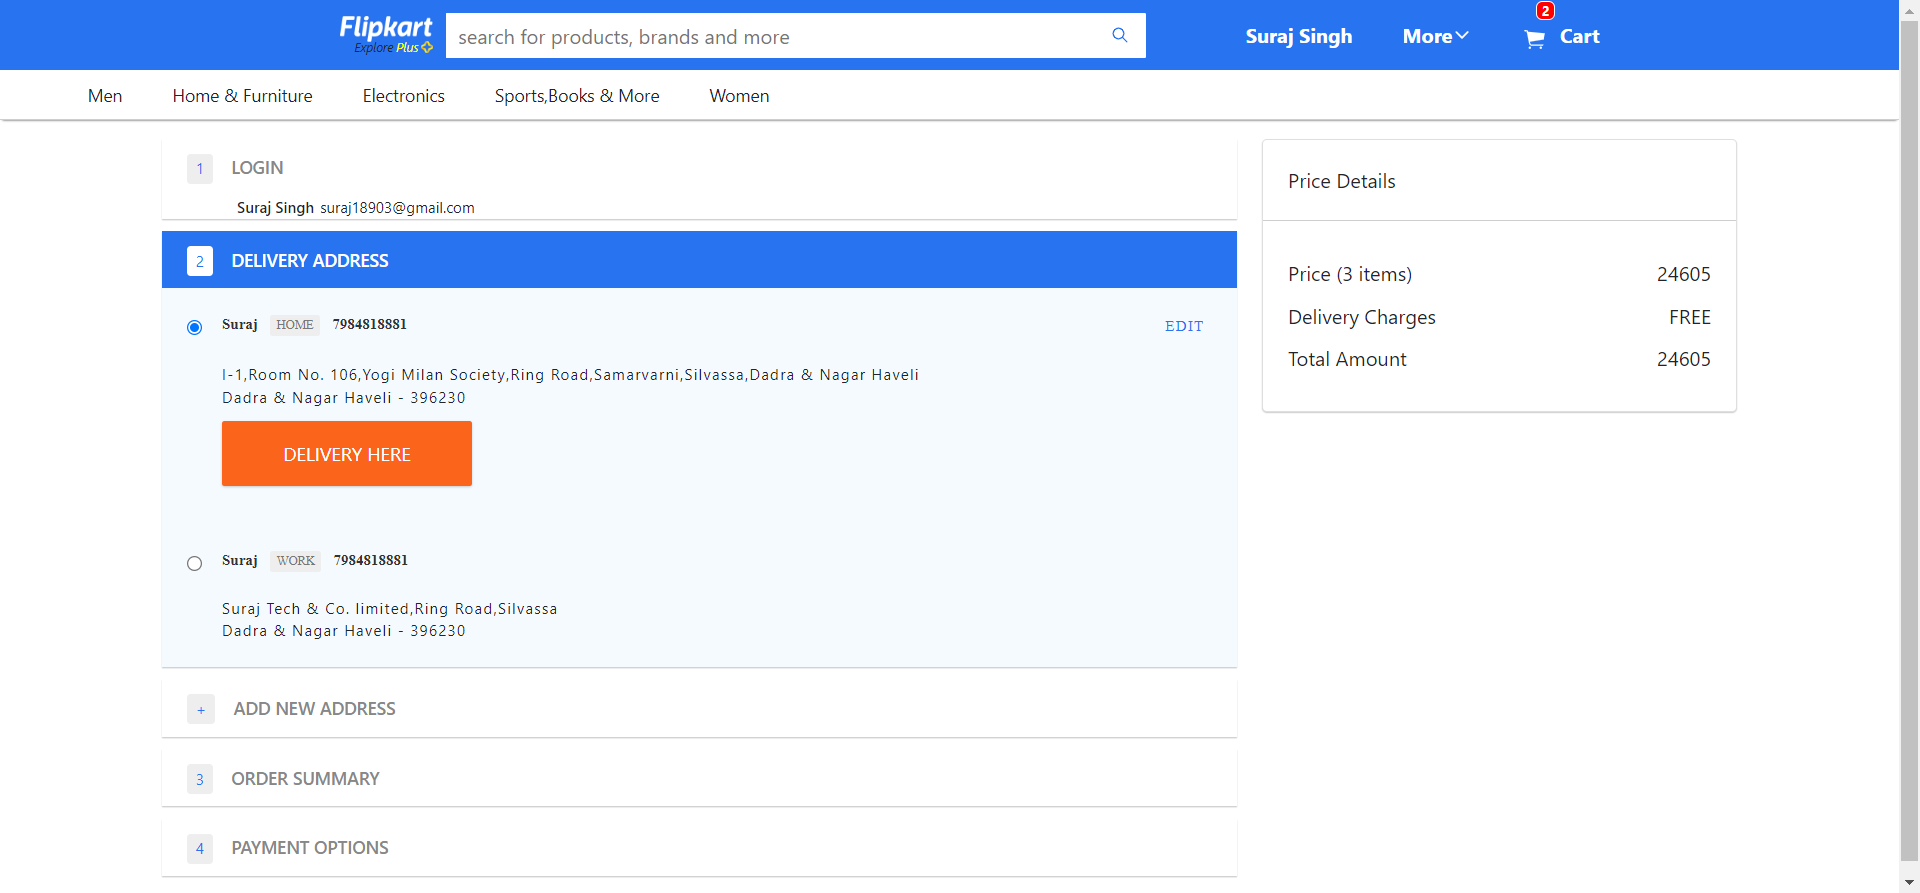 Flipkart
Explore Plus
search for products, brands and more
Suraj Singh
More
2
Cart
Men
Home & Furniture
Electronics
Sports,Books & More
Women
1 LOGIN
Suraj Singh suraj18903@gmail.com
2 DELIVERY ADDRESS
Suraj HOME 7984818881
EDIT
I-1,Room No. 106,Yogi Milan Society,Ring Road,Samarvarni,Silvassa,Dadra & Nagar Haveli
Dadra & Nagar Haveli - 396230
DELIVERY HERE
Suraj WORK 7984818881
Suraj Tech & Co. limited,Ring Road,Silvassa
Dadra & Nagar Haveli - 396230
+ ADD NEW ADDRESS
3 ORDER SUMMARY
4 PAYMENT OPTIONS
Price Details
Price (3 items) 24605
Delivery Charges FREE
Total Amount 24605